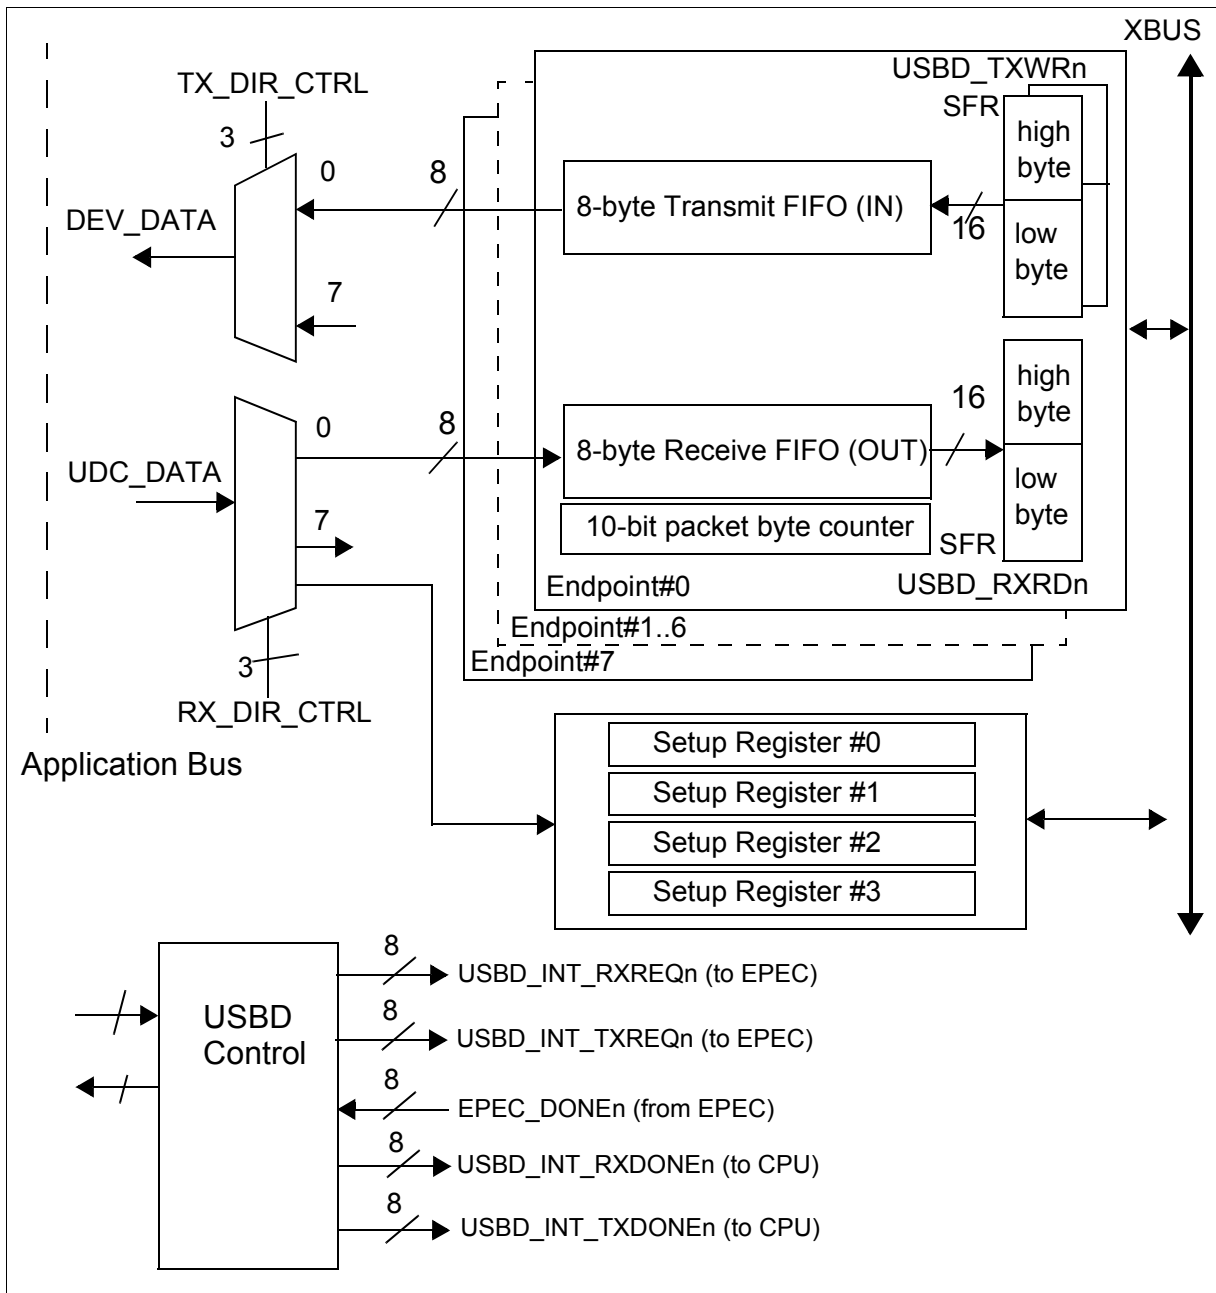 XBUS
USBD_TXWRn
TX_DIR_CTRL
SFR
3
high
byte
0
8
8-byte Transmit FIFO (IN)
16
DEV_DATA
low
byte
7
high
byte
16
0
8
8-byte Receive FIFO (OUT)
UDC_DATA
low
byte
7
10-bit packet byte counter
SFR
Endpoint#0
USBD_RXRDn
Endpoint#1..6
Endpoint#7
3
RX_DIR_CTRL
Setup Register #0
Application Bus
Setup Register #1
Setup Register #2
Setup Register #3
8
USBD_INT_RXREQn (to EPEC)
USBD
Control
8
USBD_INT_TXREQn (to EPEC)
8
EPEC_DONEn (from EPEC)
8
USBD_INT_RXDONEn (to CPU)
8
USBD_INT_TXDONEn (to CPU)